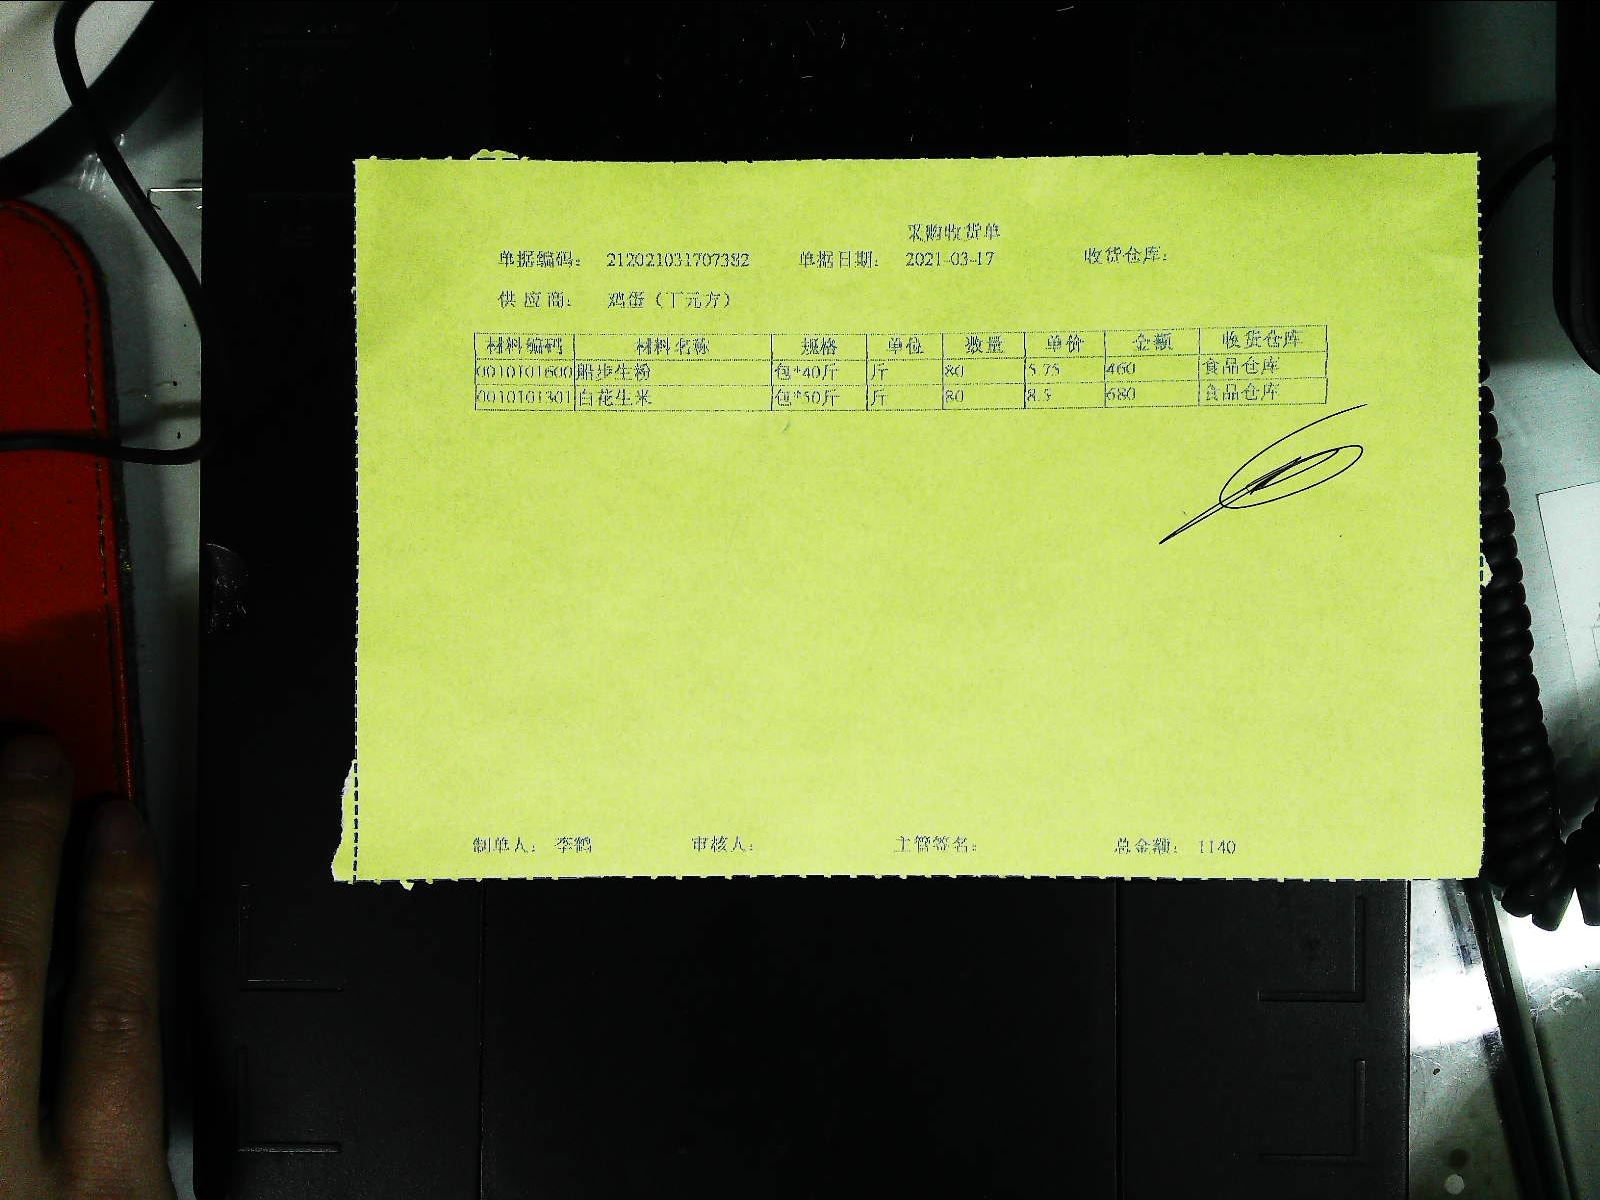 采购收货单
单据编码： 212021031707382 单据日期： 2021-03-17 收货仓库：
供 应 商： 鸡蛋（丁元方）
材料编码 材料名称 规格 单位 数量 单价 金额 收货仓库
0010101600 船步生粉 包*40斤 斤 80 5.75 460 食品仓库
0010101301 白花生米 包*50斤 斤 80 8.5 680 食品仓库
制单人： 李鹤 审核人： 主管签名： 总金额： 1140